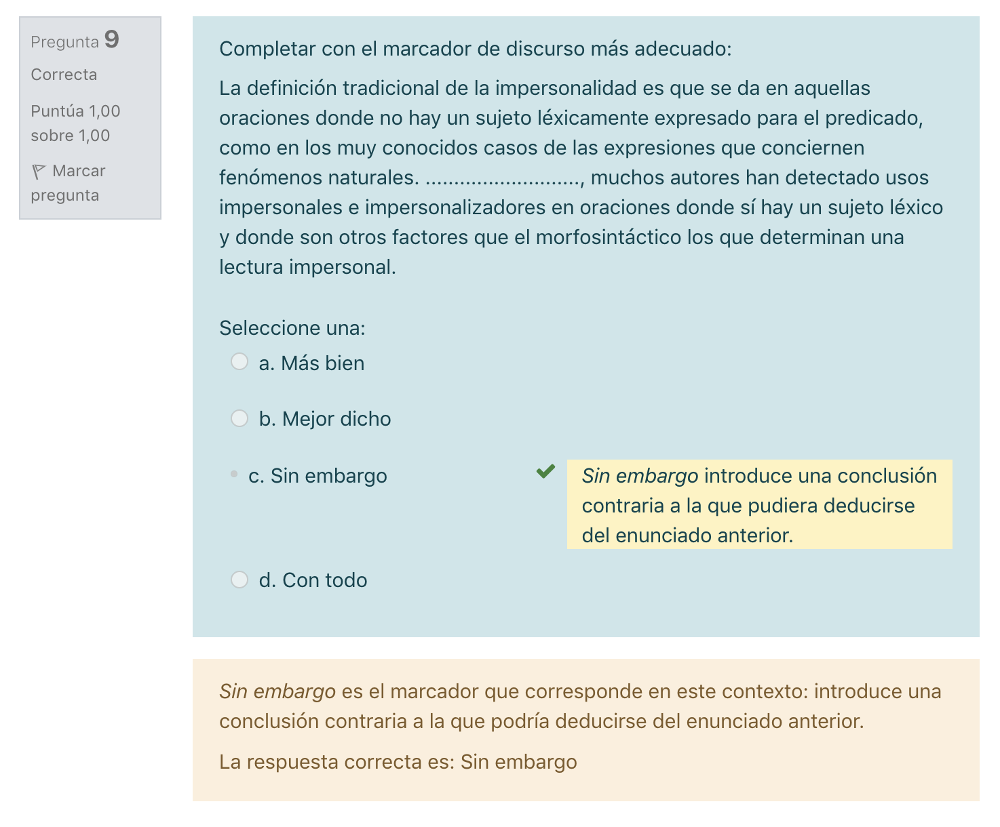 Pregunta 9
Correcta
Puntúa 1,00
sobre 1,00
Marcar
pregunta
Completar con el marcador de discurso más adecuado:
La definición tradicional de la impersonalidad es que se da en aquellas
oraciones donde no hay un sujeto léxicamente expresado para el predicado,
como en los muy conocidos casos de las expresiones que conciernen
fenómenos naturales. ..........................., muchos autores han detectado usos
impersonales e impersonalizadores en oraciones donde sí hay un sujeto léxico
y donde son otros factores que el morfosintáctico los que determinan una
lectura impersonal.
Seleccione una:
a. Más bien
b. Mejor dicho
c. Sin embargo
Sin embargo introduce una conclusión
contraria a la que pudiera deducirse
del enunciado anterior.
d. Con todo
Sin embargo es el marcador que corresponde en este contexto: introduce una
conclusión contraria a la que podría deducirse del enunciado anterior.
La respuesta correcta es: Sin embargo